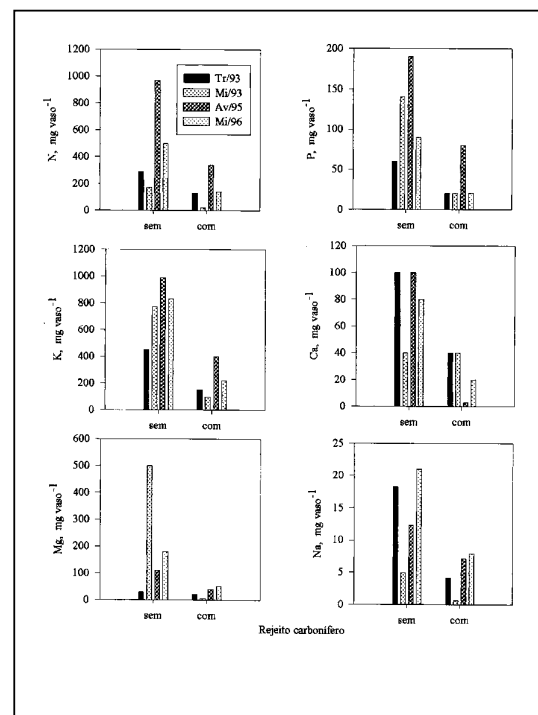 N, mg vaso⁻¹
1200
1000
800
600
400
200
0
sem
com
Tr/93
Mi/93
Av/95
Mi/96
P, mg vaso⁻¹
200
150
100
50
0
sem
com
K, mg vaso⁻¹
1200
1000
800
600
400
200
0
sem
com
Ca, mg vaso⁻¹
120
100
80
60
40
20
0
sem
com
Mg, mg vaso⁻¹
600
500
400
300
200
100
0
sem
com
Na, mg vaso⁻¹
25
20
15
10
5
0
sem
com
Rejeito carbonífero